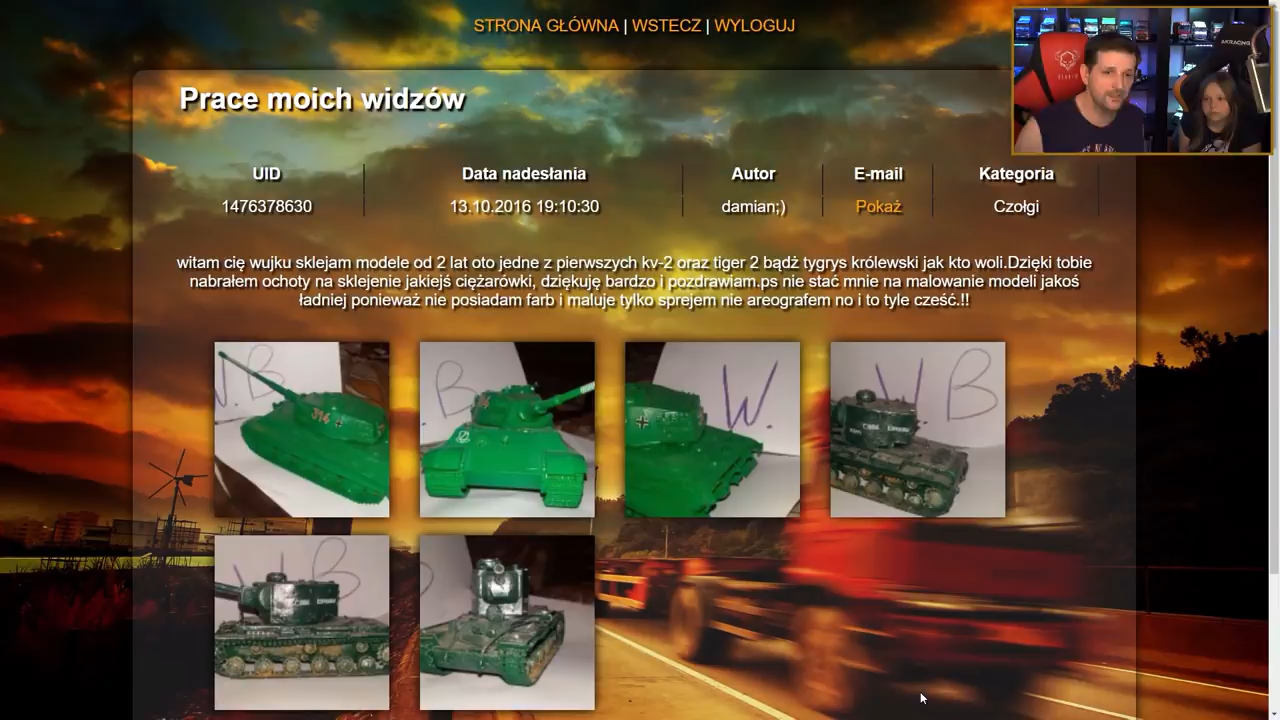 STRONA GŁÓWNA | WSTECZ | WYLOGUJ
AKRACING
Prace moich widzów
UID Data nadesłania Autor E-mail Kategoria
1476378630 13.10.2016 19:10:30 damian;) Pokaż Czołgi
witam cię wujku sklejam modele od 2 lat oto jedne z pierwszych kv-2 oraz tiger 2 bądź tygrys królewski jak kto woli.Dzięki tobie
nabrałem ochoty na sklejenie jakiejś ciężarówki, dziękuję bardzo i pozdrawiam.ps nie stać mnie na malowanie modeli jakoś
ładniej ponieważ nie posiadam farb i maluje tylko sprejem nie areografem no i to tyle cześć.!!
W.B
314
B
W.
W.B
W.B